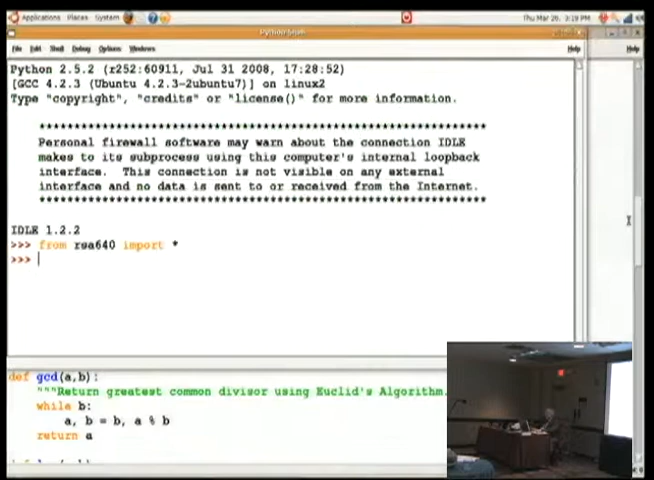 Applications Places System
Thu Mar 26, 3:19 PM
Python Shell
File Edit Shell Debug Options Windows Help
Help
Python 2.5.2 (r252:60911, Jul 31 2008, 17:28:52)
[GCC 4.2.3 (Ubuntu 4.2.3-2ubuntu7)] on linux2
Type "copyright", "credits" or "license()" for more information.
****************************************************************
Personal firewall software may warn about the connection IDLE
makes to its subprocess using this computer's internal loopback
interface. This connection is not visible on any external
interface and no data is sent to or received from the Internet.
****************************************************************
IDLE 1.2.2
>>> from rsa640 import *
>>>
def gcd(a,b):
"""Return greatest common divisor using Euclid's Algorithm.
while b:
a, b = b, a % b
return a